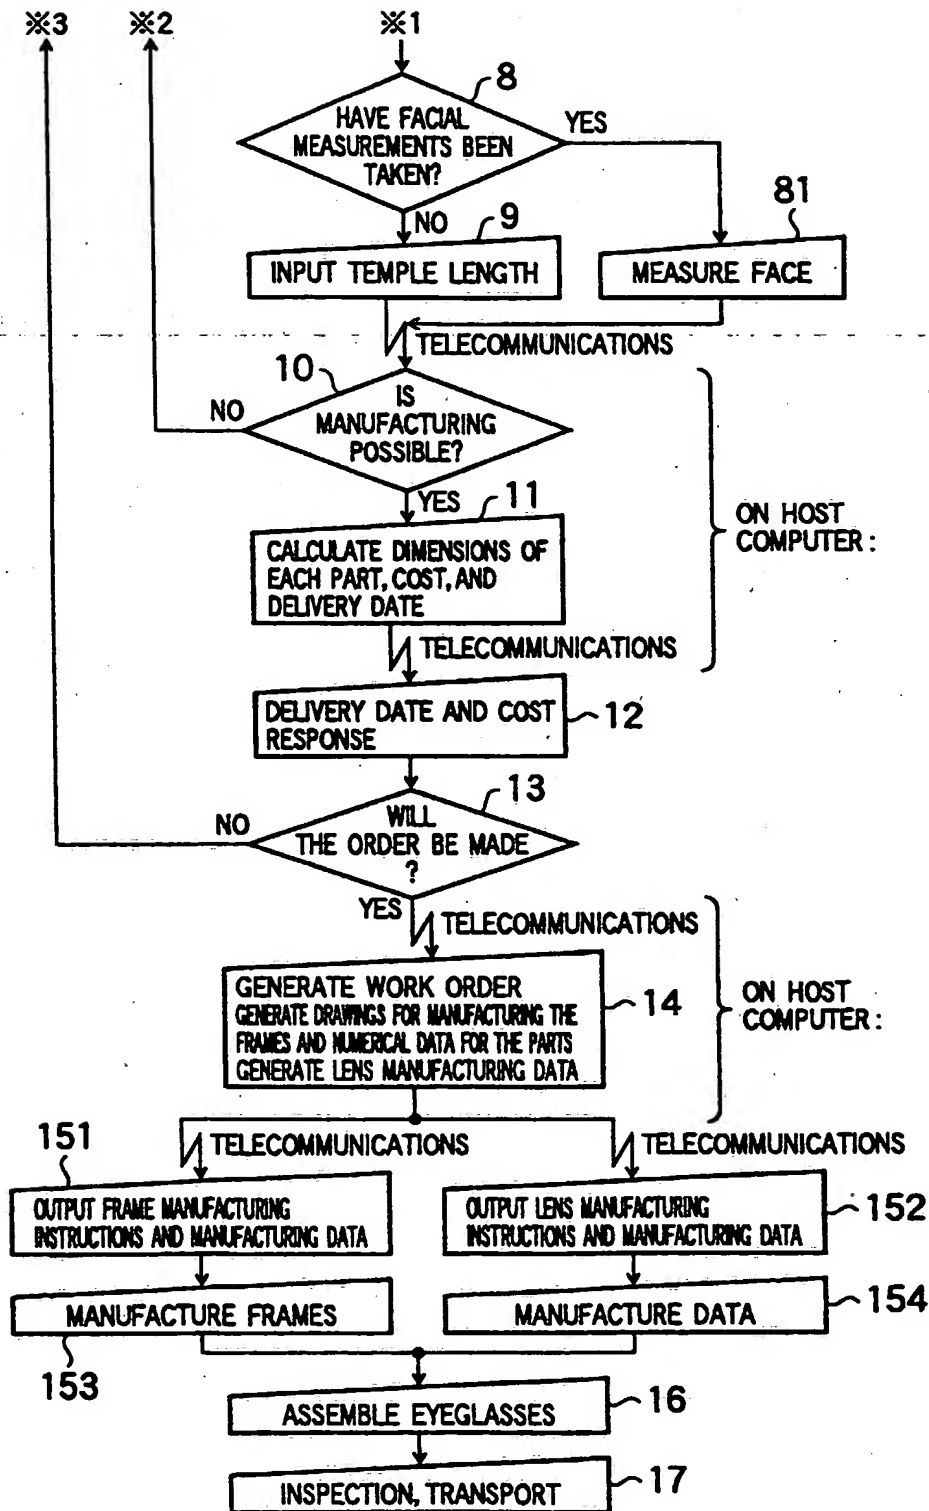 ※3
※2
※1
8
HAVE FACIAL
MEASUREMENTS BEEN
TAKEN?
YES
NO
9
81
INPUT TEMPLE LENGTH
MEASURE FACE
TELECOMMUNICATIONS
10
IS
MANUFACTURING
POSSIBLE?
NO
YES
11
ON HOST
COMPUTER:
CALCULATE DIMENSIONS OF
EACH PART, COST, AND
DELIVERY DATE
TELECOMMUNICATIONS
DELIVERY DATE AND COST
RESPONSE
12
13
WILL
THE ORDER BE MADE
?
NO
YES
TELECOMMUNICATIONS
GENERATE WORK ORDER
GENERATE DRAWINGS FOR MANUFACTURING THE
FRAMES AND NUMERICAL DATA FOR THE PARTS
GENERATE LENS MANUFACTURING DATA
14
ON HOST
COMPUTER:
151
TELECOMMUNICATIONS
TELECOMMUNICATIONS
OUTPUT FRAME MANUFACTURING
INSTRUCTIONS AND MANUFACTURING DATA
OUTPUT LENS MANUFACTURING
INSTRUCTIONS AND MANUFACTURING DATA
152
MANUFACTURE FRAMES
153
MANUFACTURE DATA
154
ASSEMBLE EYEGLASSES
16
INSPECTION, TRANSPORT
17